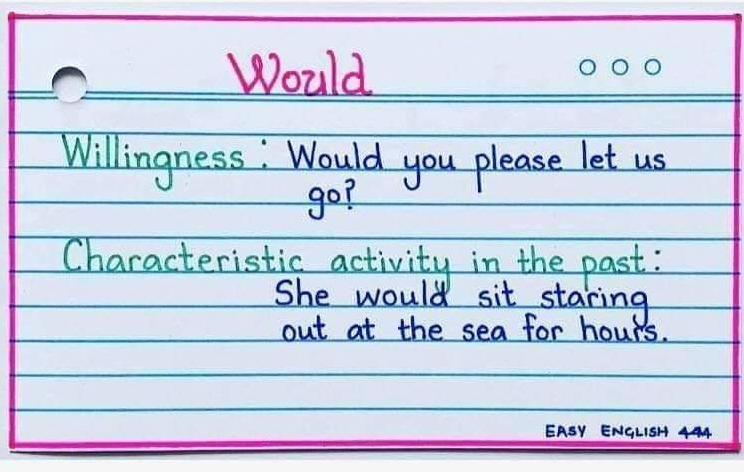 Would
Willingness : Would you please let us
go?
Characteristic activity in the past :
She would sit staring
out at the sea for hours.
EASY ENGLISH 444